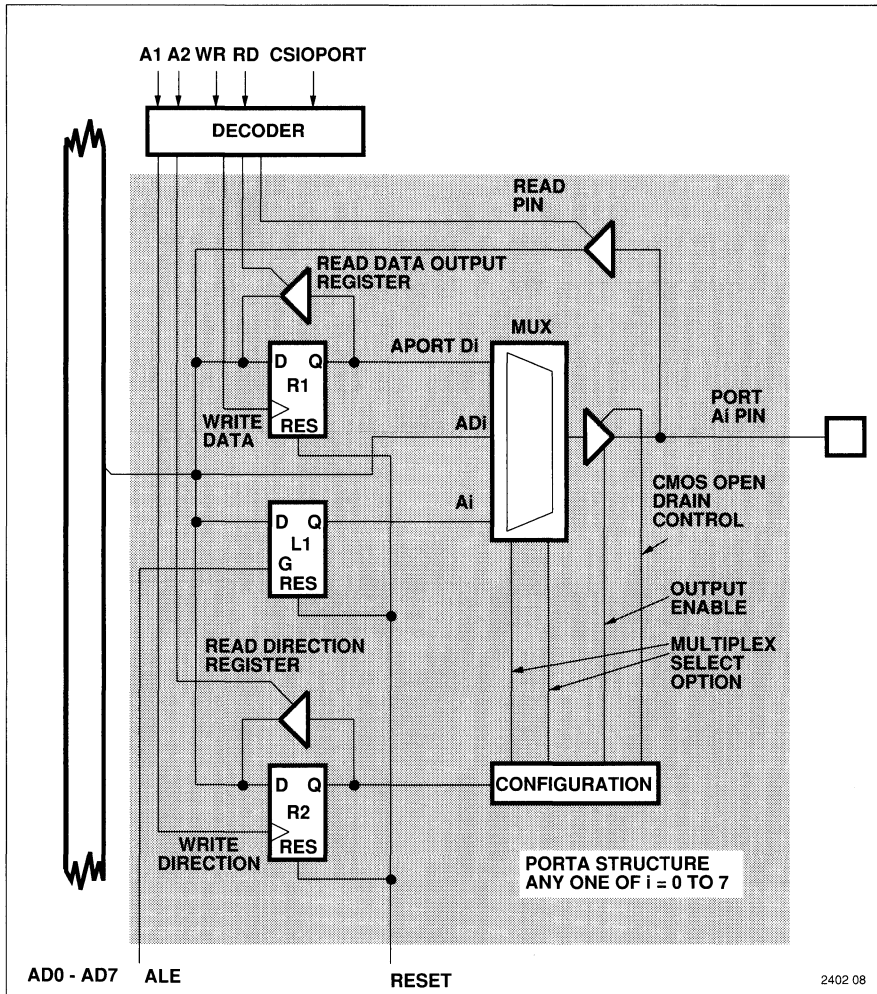 A1 A2 WR RD CSIOPORT
DECODER
READ
PIN
READ DATA OUTPUT
REGISTER
MUX
D Q
R1
RES
APORT Di
WRITE
DATA
ADi
PORT
Ai PIN
CMOS OPEN
DRAIN
CONTROL
Ai
D Q
L1
G
RES
OUTPUT
ENABLE
READ DIRECTION
REGISTER
MULTIPLEX
SELECT
OPTION
D Q
R2
RES
CONFIGURATION
WRITE
DIRECTION
PORTA STRUCTURE
ANY ONE OF i = 0 TO 7
AD0 - AD7 ALE
RESET
2402 08